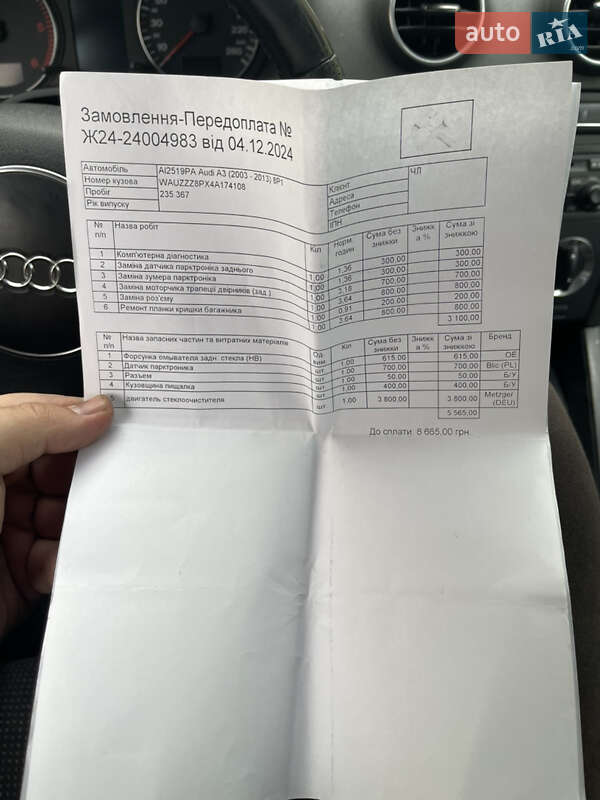 auto RIA.com
Замовлення-Передоплата №
Ж24-24004983 від 04.12.2024
Автомобіль AI2519PA Audi A3 (2003 - 2013) 8P1
Номер кузова WAUZZZ8PX4A174108
Пробіг 235 367
Рік випуску
Клієнт ЧЛ
Адреса
Телефон
ІПН
№ п/п Назва робіт Кіл Норм. годин Сума без знижки Знижк а % Сума зі знижкою
1 Комп'ютерна діагностика 1,00 1,36 300,00 300,00
2 Заміна датчика парктроніка заднього 1,00 1,36 300,00 300,00
3 Заміна зумера парктроніка 1,00 3,18 700,00 700,00
4 Заміна моторчика трапеції двірників (зад.) 1,00 3,64 800,00 800,00
5 Заміна роз'єму 1,00 0,91 200,00 200,00
6 Ремонт планки кришки багажника 1,00 3,64 800,00 800,00
3 100,00
№ п/п Назва запасних частин та витратних матеріалів Од. вим. Кіл Сума без знижки Знижк а % Сума зі знижкою Бренд
1 Форсунка омывателя задн. стекла (НВ) шт 1,00 615,00 615,00 OE
2 Датчик парктроника шт 1,00 700,00 700,00 Blic (PL)
3 Разъем шт 1,00 50,00 50,00 Б/У
4 Кузовщина пищалка шт 1,00 400,00 400,00 Б/У
5 двигатель стеклоочистителя шт 1,00 3 800,00 3 800,00 Metzger (DEU)
5 565,00
До сплати: 8 665,00 грн.